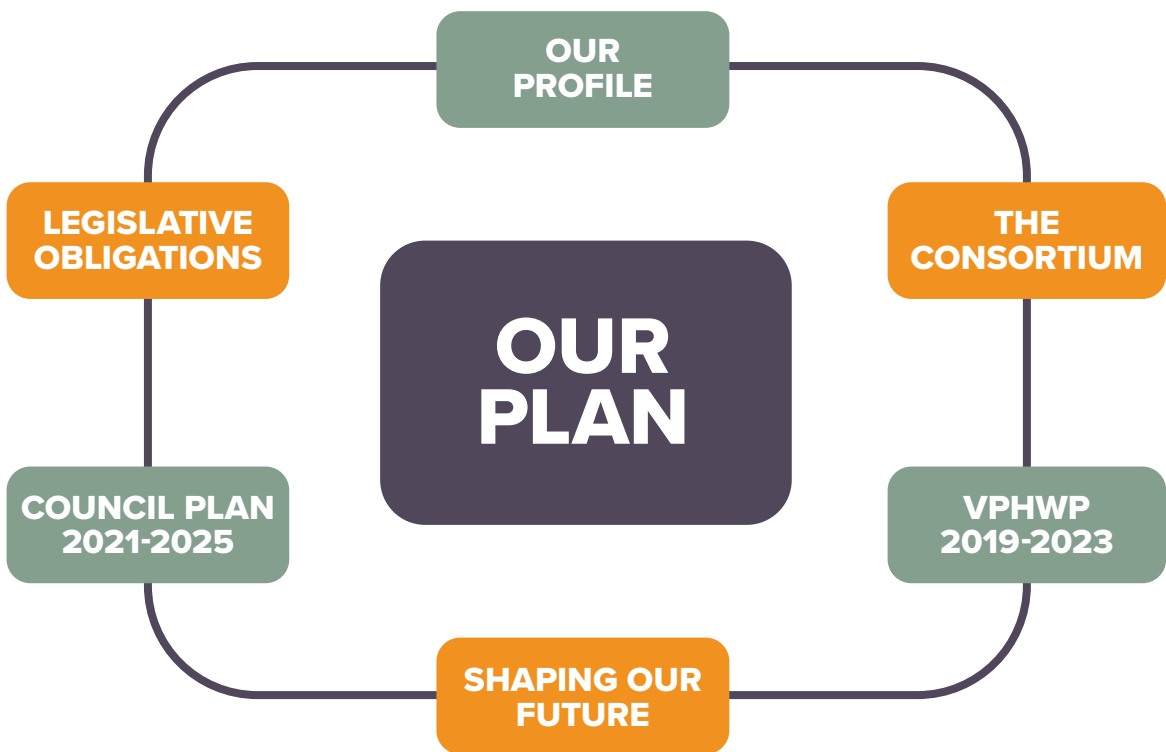 OUR
PROFILE
LEGISLATIVE
OBLIGATIONS
THE
CONSORTIUM
OUR
PLAN
COUNCIL PLAN
2021-2025
VPHWP
2019-2023
SHAPING OUR
FUTURE